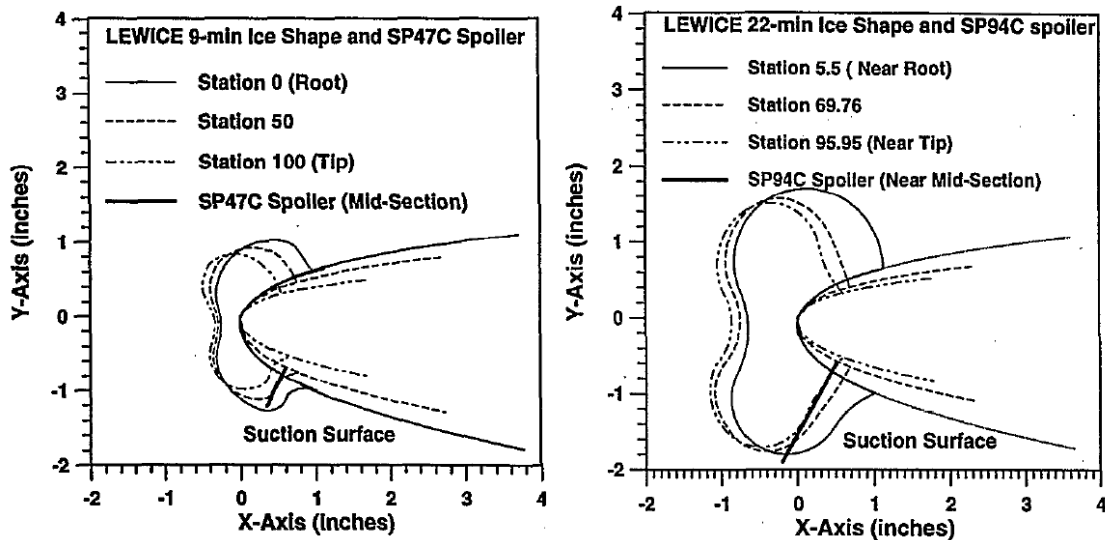 LEWICE 9-min Ice Shape and SP47C Spoiler
Station 0 (Root)
Station 50
Station 100 (Tip)
SP47C Spoiler (Mid-Section)
4
3
2
1
0
-1
-2
Y-Axis (inches)
Suction Surface
-2 -1 0 1 2 3 4
X-Axis (inches)
LEWICE 22-min Ice Shape and SP94C spoiler
Station 5.5 ( Near Root)
Station 69.76
Station 95.95 (Near Tip)
SP94C Spoiler (Near Mid-Section)
4
3
2
1
0
-1
-2
Y-Axis (inches)
Suction Surface
-2 -1 0 1 2 3 4
X-Axis (inches)